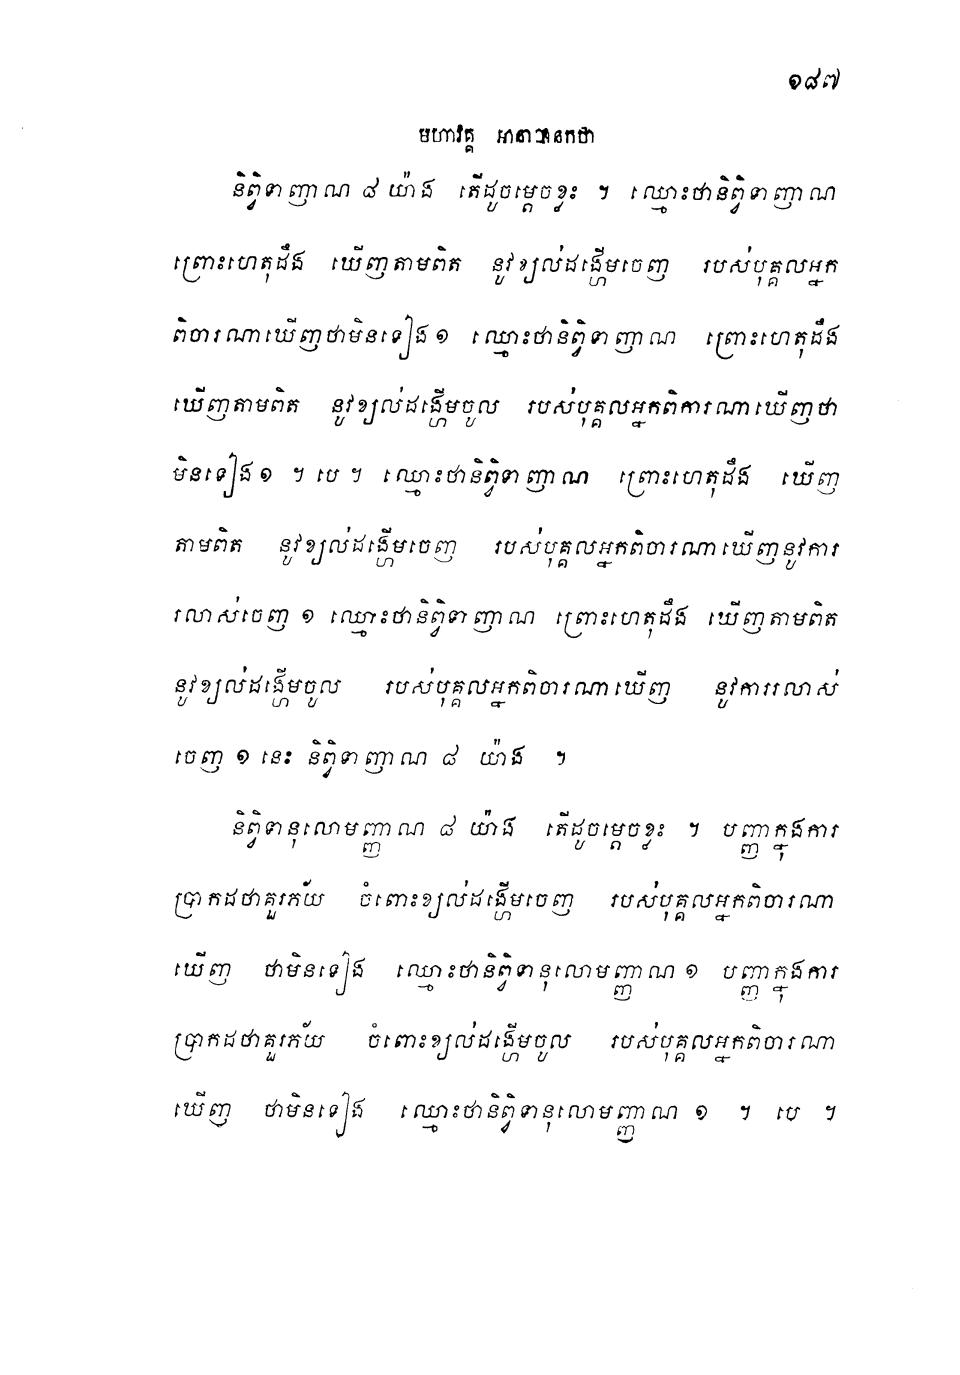 ១៨៧
មហាវគ្គ អានាបានកថា
និព្វិទាញាណ ៨ យ៉ាង តើដូចម្តេចខ្លះ ។ ឈ្មោះថានិព្វិទាញាណ
ព្រោះហេតុដឹង ឃើញតាមពិត នូវខ្យល់ដង្ហើមចេញ របស់បុគ្គលអ្នក
ពិចារណាឃើញថាមិនទៀង ១ ឈ្មោះថានិព្វិទាញាណ ព្រោះហេតុដឹង
ឃើញតាមពិត នូវខ្យល់ដង្ហើមចូល របស់បុគ្គលអ្នកពិការណាឃើញថា
មិនទៀង ១ ។ បេ ។ ឈ្មោះថានិព្វិទាញាណ ព្រោះហេតុដឹង ឃើញ
តាមពិត នូវខ្យល់ដង្ហើមចេញ របស់បុគ្គលអ្នកពិចារណាឃើញនូវការ
រលាស់ចេញ ១ ឈ្មោះថានិព្វិទាញាណ ព្រោះហេតុដឹង ឃើញតាមពិត
នូវខ្យល់ដង្ហើមចូល របស់បុគ្គលអ្នកពិចារណាឃើញ នូវការរលាស់
ចេញ ១ នេះ និព្វិទាញាណ ៨ យ៉ាង ។
និព្វិទានុលោមញ្ញាណ ៨ យ៉ាង តើដូចម្តេចខ្លះ ។ បញ្ញាក្នុងការ
ប្រាកដថាគួរភ័យ ចំពោះខ្យល់ដង្ហើមចេញ របស់បុគ្គលអ្នកពិចារណា
ឃើញ ថាមិនទៀង ឈ្មោះថានិព្វិទានុលោមញ្ញាណ ១ បញ្ញាក្នុងការ
ប្រាកដថាគួរភ័យ ចំពោះខ្យល់ដង្ហើមចូល របស់បុគ្គលអ្នកពិចារណា
ឃើញ ថាមិនទៀង ឈ្មោះថានិព្វិទានុលោមញ្ញាណ ១ ។ បេ ។